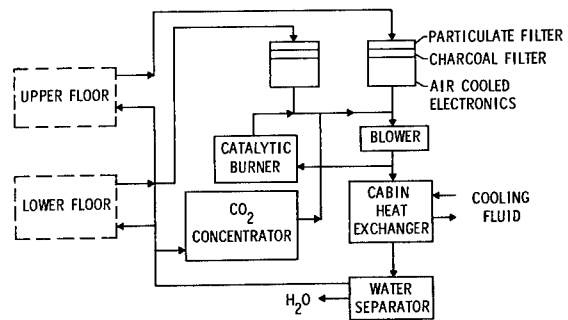 PARTICULATE FILTER
CHARCOAL FILTER
AIR COOLED
ELECTRONICS
UPPER FLOOR
BLOWER
CATALYTIC
BURNER
LOWER FLOOR
CO2
CONCENTRATOR
CABIN
HEAT
EXCHANGER
COOLING
FLUID
H2O
WATER
SEPARATOR